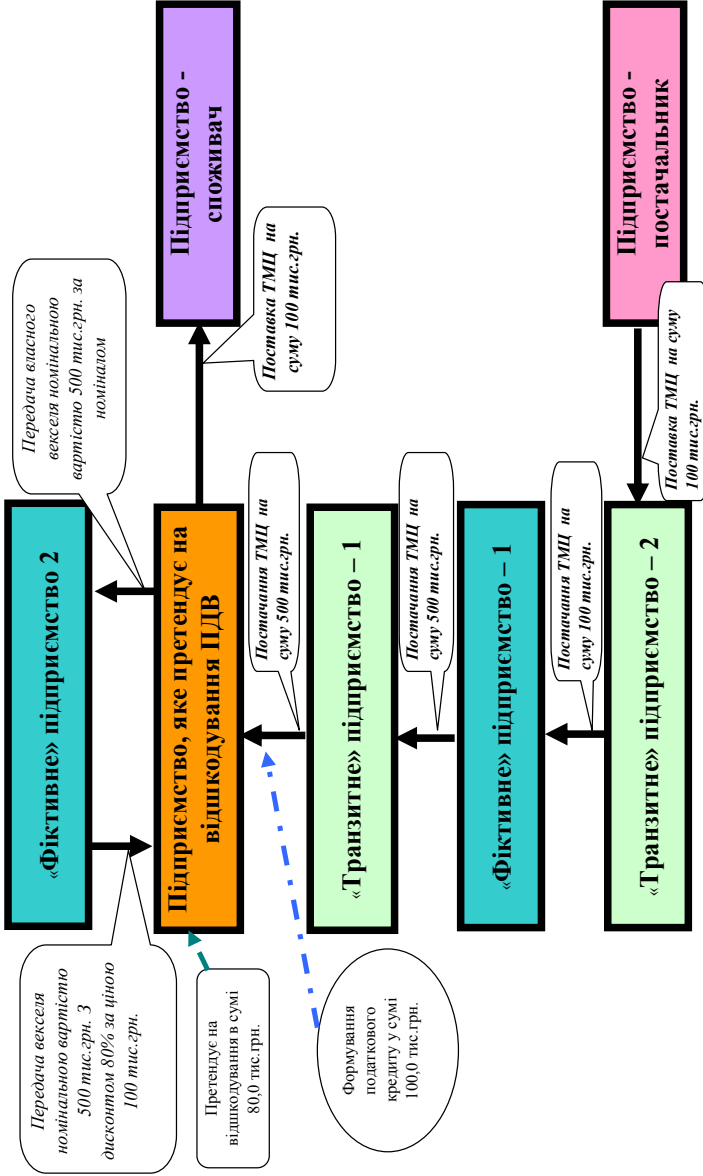 Передача векселя
номінальною вартістю
500 тис.грн. З
дисконтом 80% за ціною
100 тис.грн.
«Фіктивне» підприємство 2
Передача власного
векселя номінальною
вартістю 500 тис.грн. за
номіналом
Претендує на
відшкодування в сумі
80,0 тис.грн.
Підприємство, яке претендує на
відшкодування ПДВ
Поставка ТМЦ на
суму 100 тис.грн.
Підприємство -
споживач
Формування
податкового
кредиту у сумі
100,0 тис.грн.
Постачання ТМЦ на
суму 500 тис.грн.
«Транзитне» підприємство – 1
Постачання ТМЦ на
суму 500 тис.грн.
«Фіктивне» підприємство – 1
Постачання ТМЦ на
суму 100 тис.грн.
«Транзитне» підприємство – 2
Поставка ТМЦ на суму
100 тис.грн.
Підприємство -
постачальник